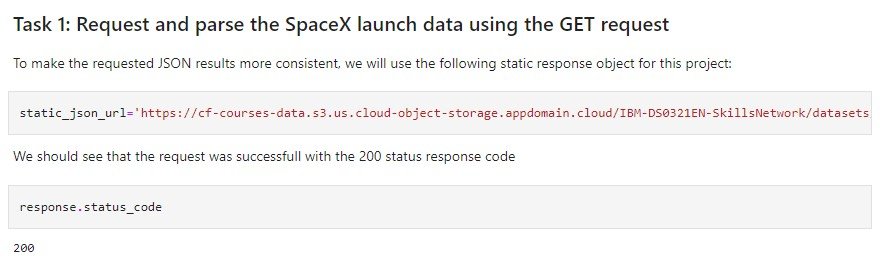 Task 1: Request and parse the SpaceX launch data using the GET request
To make the requested JSON results more consistent, we will use the following static response object for this project:
static_json_url='https://cf-courses-data.s3.us.cloud-object-storage.appdomain.cloud/IBM-DS0321EN-SkillsNetwork/datasets
We should see that the request was successfull with the 200 status response code
response.status_code
200